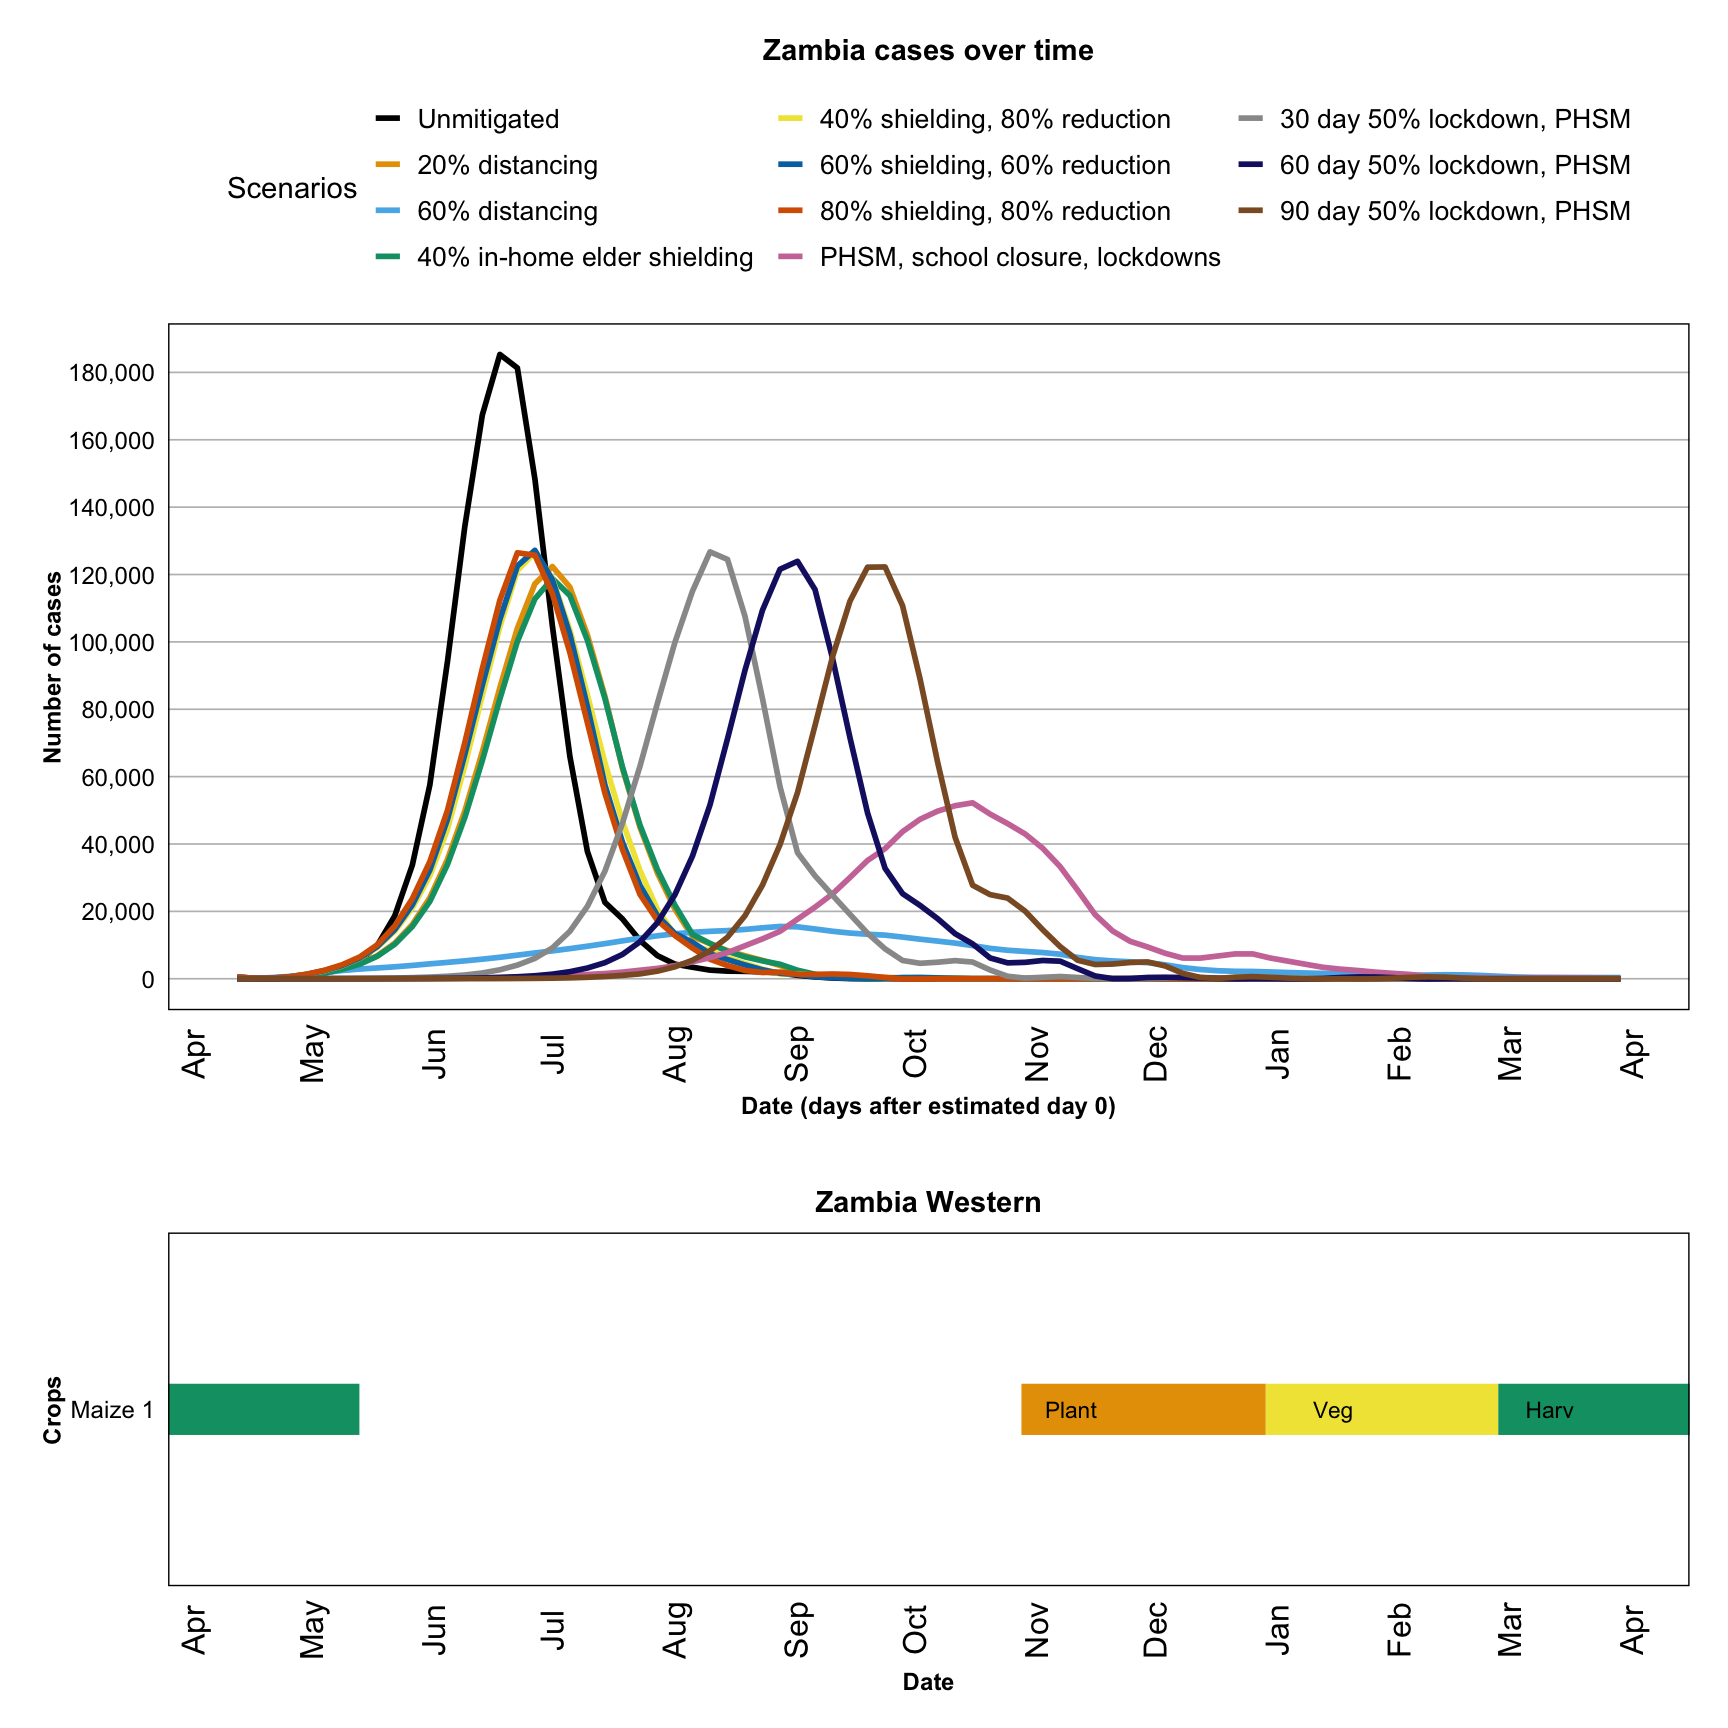 Zambia cases over time
Scenarios
Unmitigated
20% distancing
60% distancing
40% in-home elder shielding
40% shielding, 80% reduction
60% shielding, 60% reduction
80% shielding, 80% reduction
PHSM, school closure, lockdowns
30 day 50% lockdown, PHSM
60 day 50% lockdown, PHSM
90 day 50% lockdown, PHSM
Number of cases
180,000
160,000
140,000
120,000
100,000
80,000
60,000
40,000
20,000
0
Apr May Jun Jul Aug Sep Oct Nov Dec Jan Feb Mar Apr
Date (days after estimated day 0)
Zambia Western
Crops
Maize 1
Plant Veg Harv
Apr May Jun Jul Aug Sep Oct Nov Dec Jan Feb Mar Apr
Date